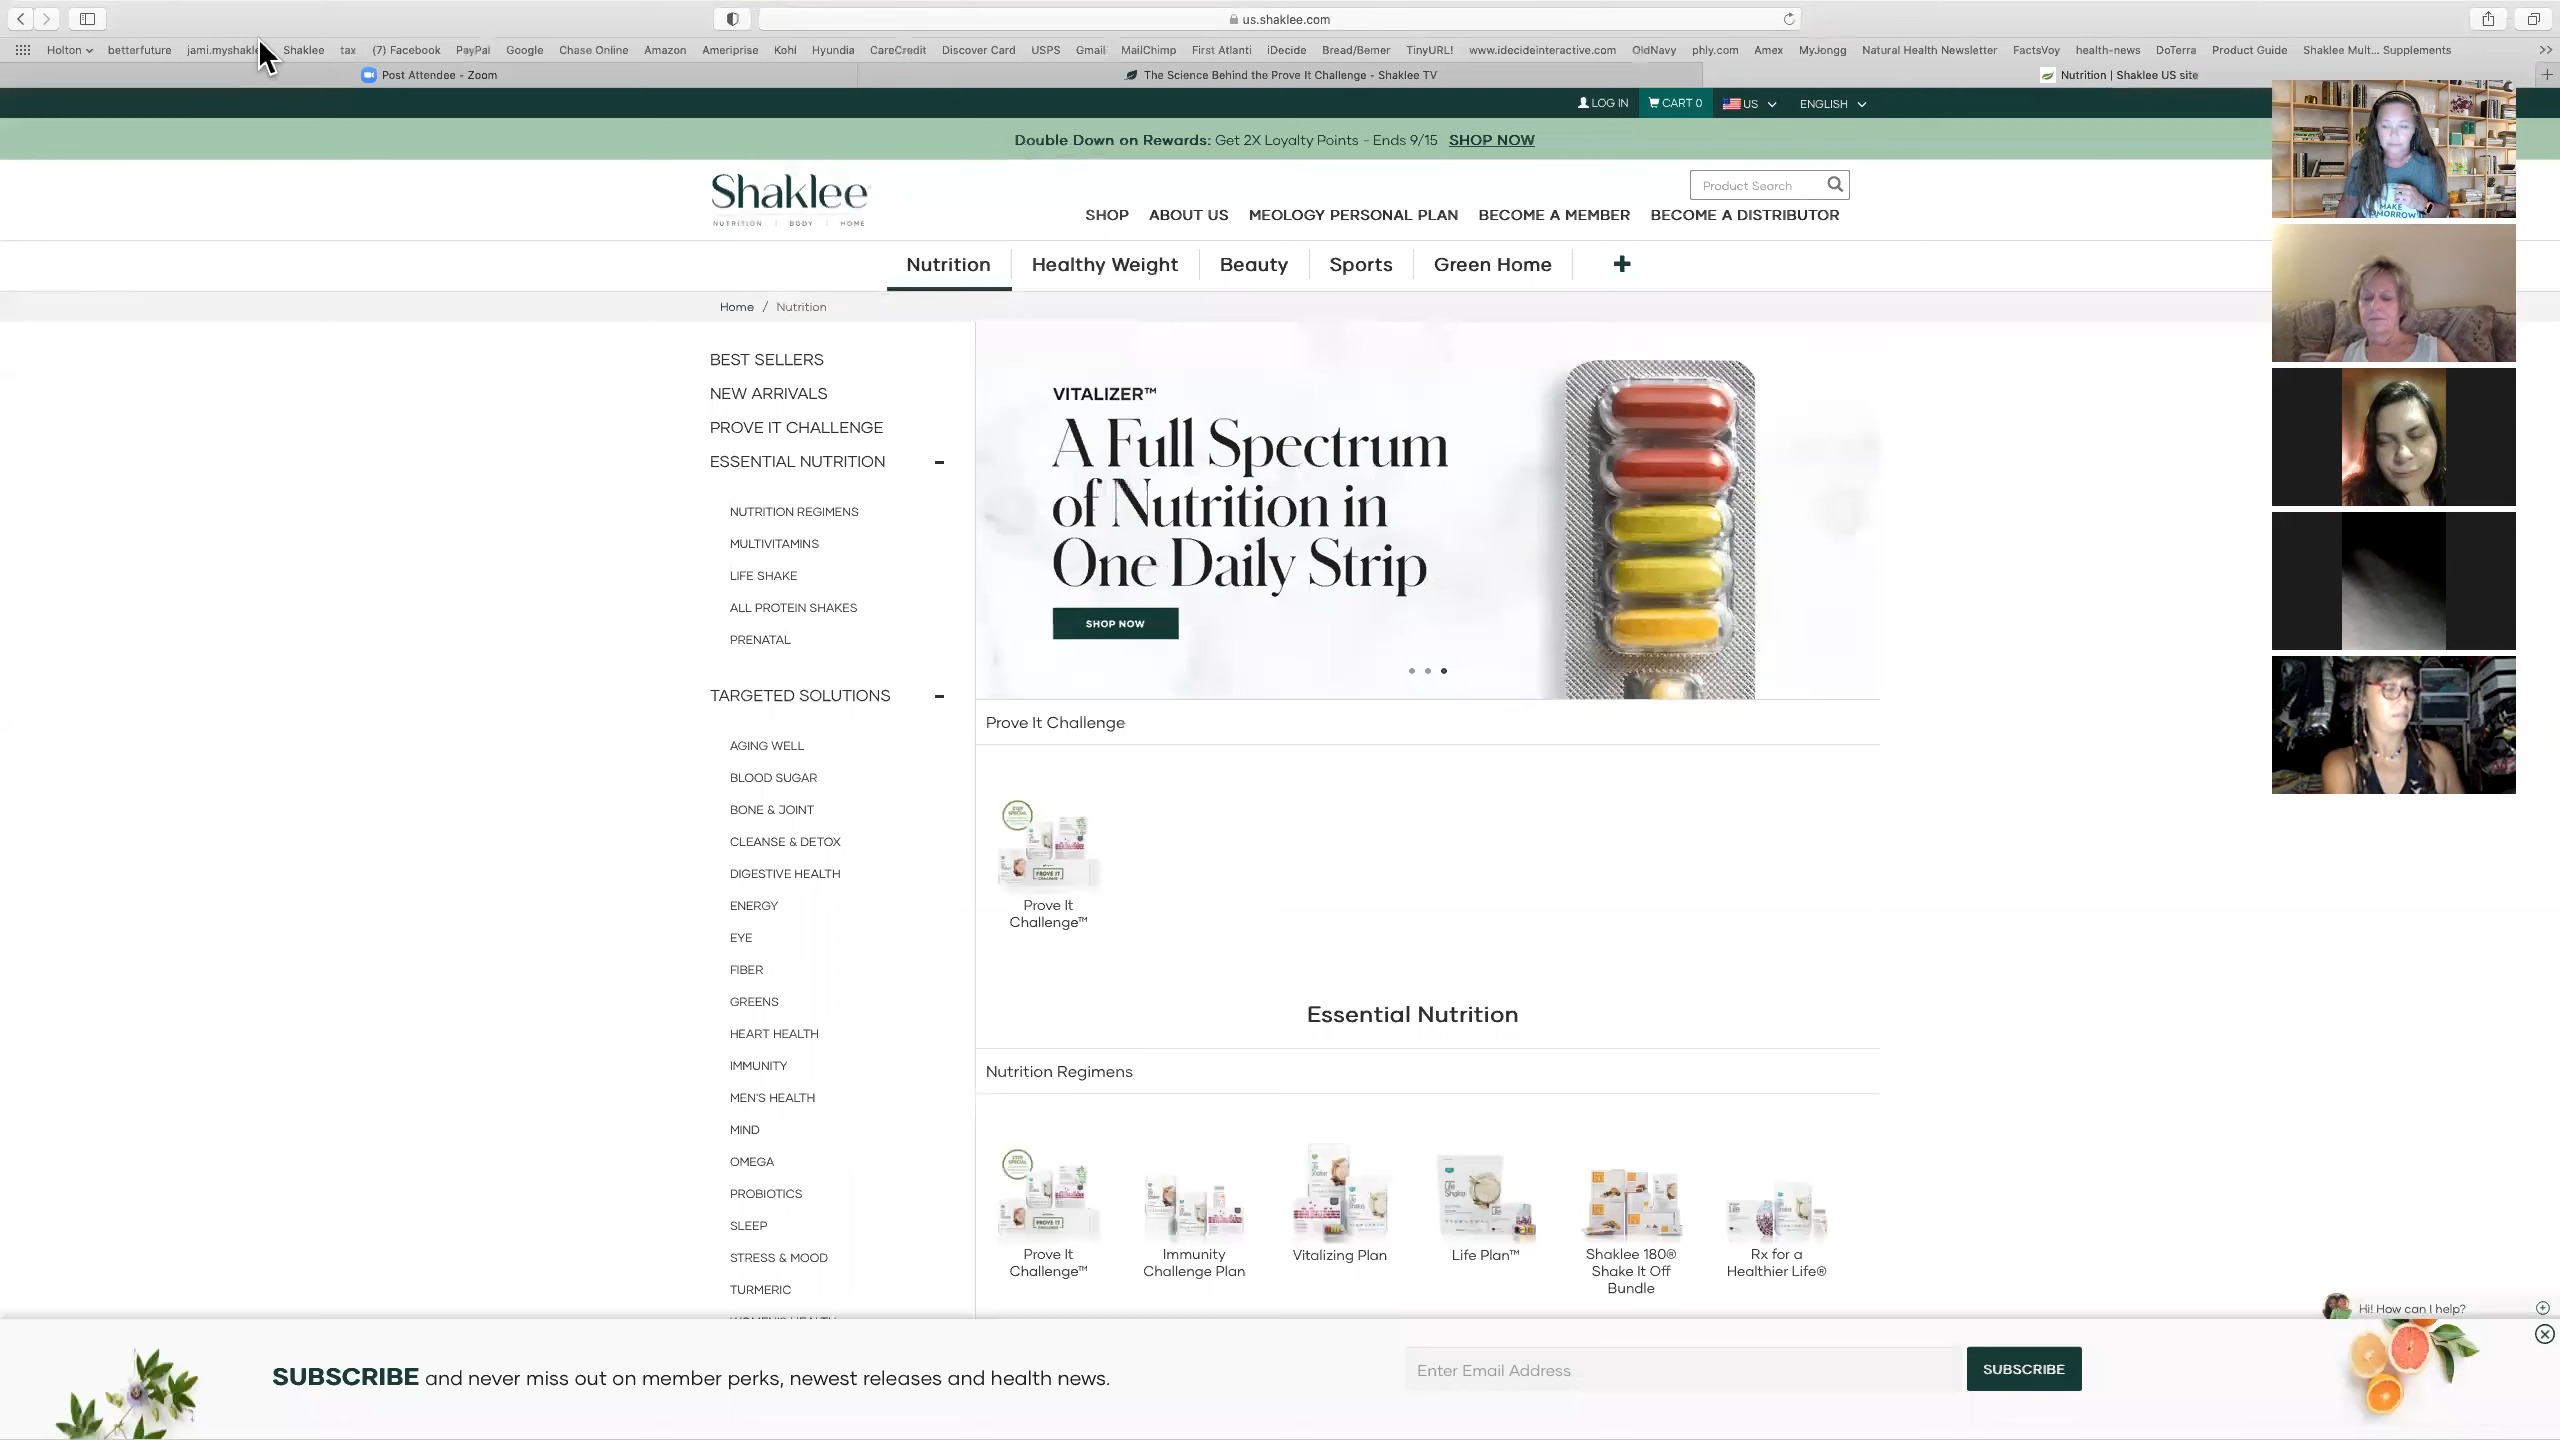 us.shaklee.com
Holton betterfuture jami.myshakl Shaklee tax (7) Facebook PayPal Google Chase Online Amazon Ameriprise Kohl Hyundia CareCredit Discover Card USPS Gmail MailChimp First Atlanti iDecide Bread/Bemer TinyURL! www.idecideinteractive.com OldNavy phly.com Amex MyJongg Natural Health Newsletter FactsVoy health-news DoTerra Product Guide Shaklee Mult... Supplements
Post Attendee - Zoom
The Science Behind the Prove It Challenge - Shaklee TV
Nutrition | Shaklee US site
LOG IN CART 0 US ENGLISH
Double Down on Rewards: Get 2X Loyalty Points - Ends 9/15 SHOP NOW
Shaklee
NUTRITION | BODY | HOME
Product Search
SHOP ABOUT US MEOLOGY PERSONAL PLAN BECOME A MEMBER BECOME A DISTRIBUTOR
Nutrition Healthy Weight Beauty Sports Green Home +
Home / Nutrition
BEST SELLERS
NEW ARRIVALS
PROVE IT CHALLENGE
ESSENTIAL NUTRITION -
NUTRITION REGIMENS
MULTIVITAMINS
LIFE SHAKE
ALL PROTEIN SHAKES
PRENATAL
TARGETED SOLUTIONS -
AGING WELL
BLOOD SUGAR
BONE & JOINT
CLEANSE & DETOX
DIGESTIVE HEALTH
ENERGY
EYE
FIBER
GREENS
HEART HEALTH
IMMUNITY
MEN'S HEALTH
MIND
OMEGA
PROBIOTICS
SLEEP
STRESS & MOOD
TURMERIC
VITALIZER™
A Full Spectrum
of Nutrition in
One Daily Strip
SHOP NOW
Prove It Challenge
PROVE IT
Prove It
Challenge™
Essential Nutrition
Nutrition Regimens
PROVE IT
Prove It
Challenge™
Immunity
Challenge Plan
Vitalizing Plan
Life Plan™
Shaklee 180®
Shake It Off
Bundle
Rx for a
Healthier Life®
MAKE
TOMORROW
Hi! How can I help?
SUBSCRIBE and never miss out on member perks, newest releases and health news.
Enter Email Address
SUBSCRIBE